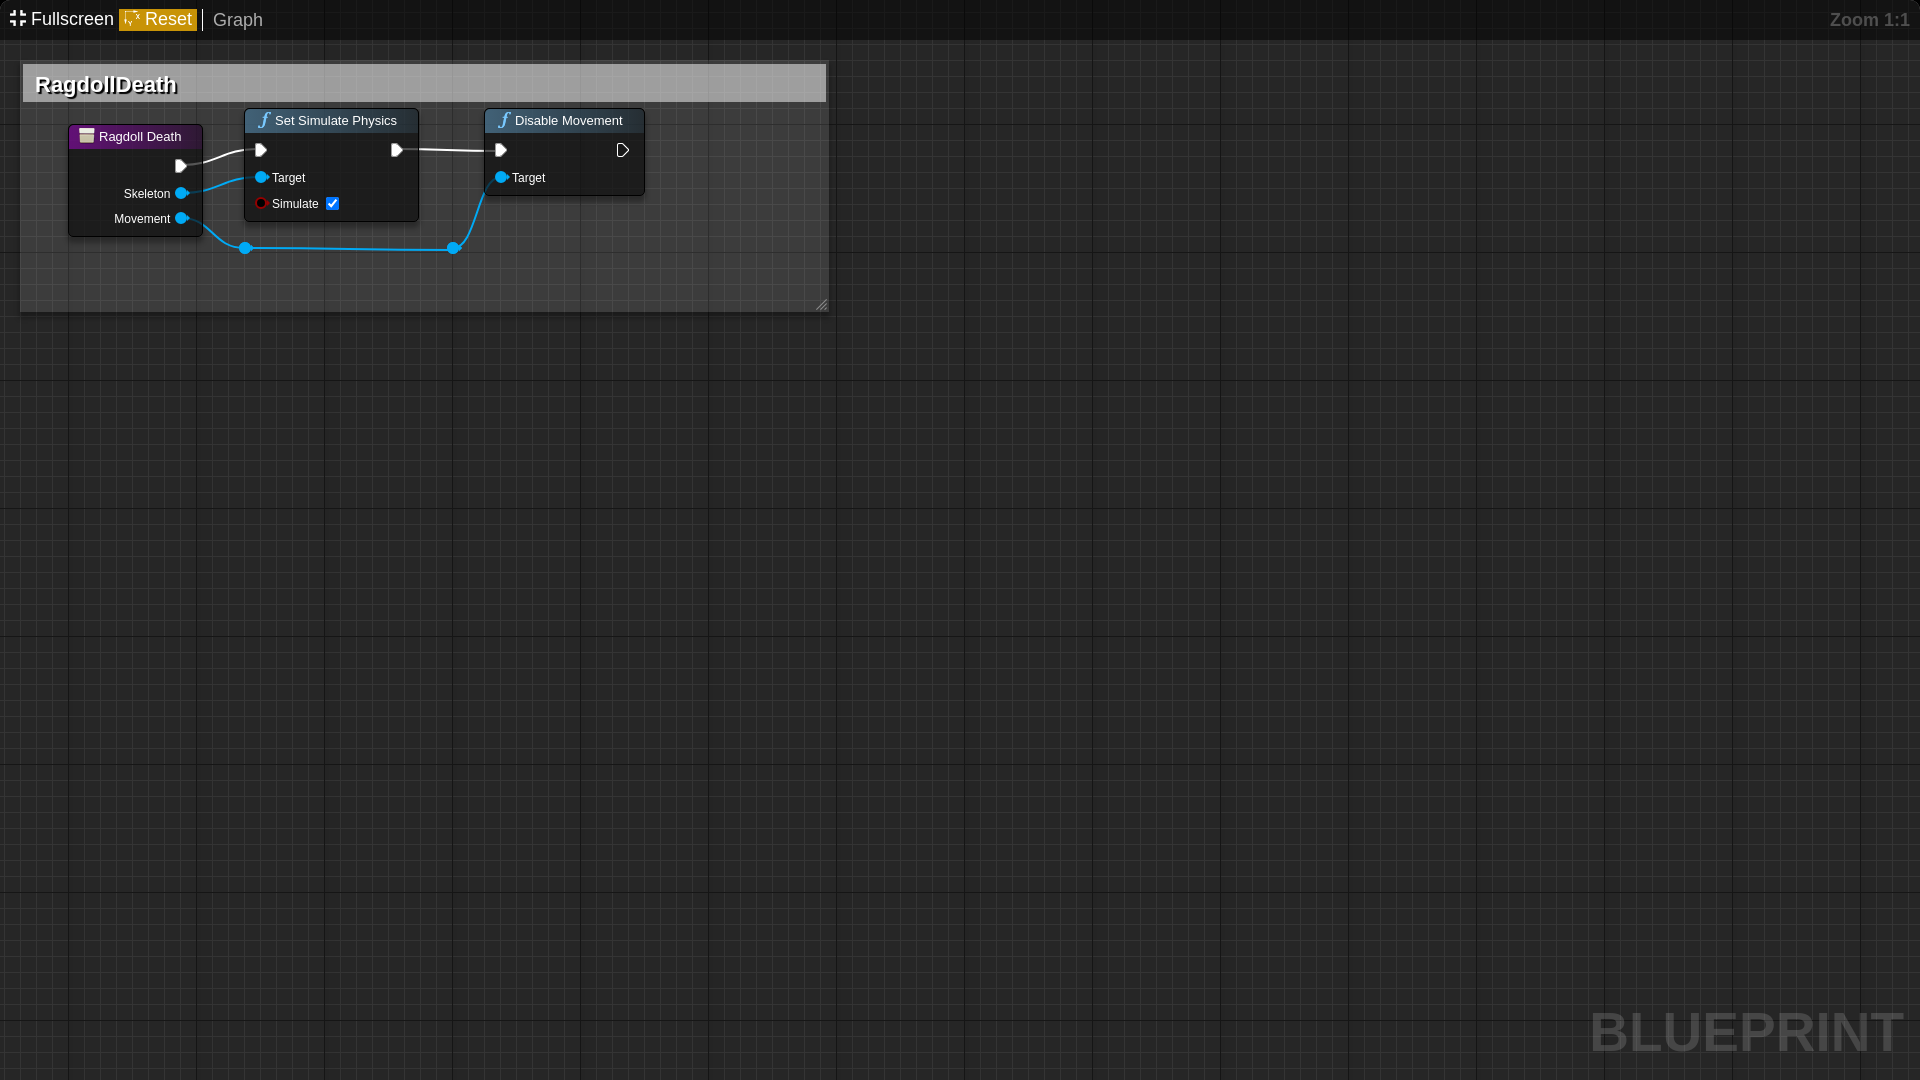 Fullscreen Reset Graph Zoom 1:1
RagdollDeath
Ragdoll Death
Skeleton
Movement
Set Simulate Physics
Target
Simulate
Disable Movement
Target
BLUEPRINT